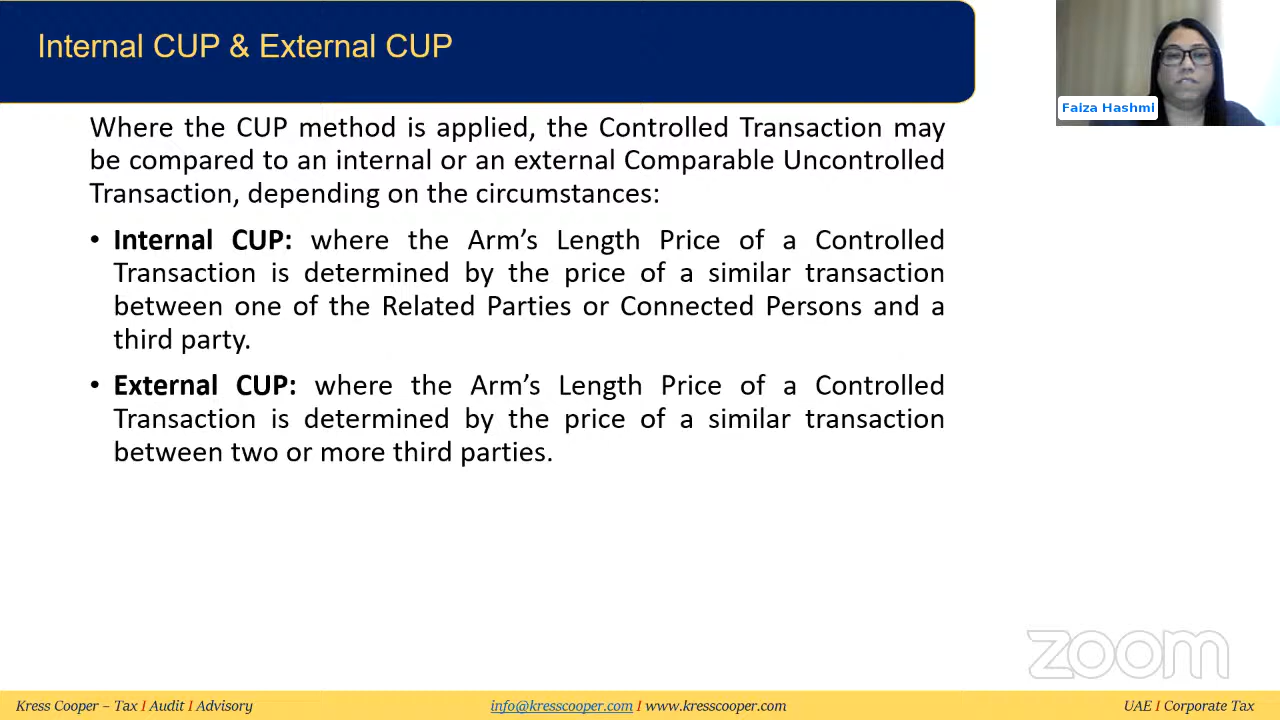 Internal CUP & External CUP
Faiza Hashmi
Where the CUP method is applied, the Controlled Transaction may
be compared to an internal or an external Comparable Uncontrolled
Transaction, depending on the circumstances:
• Internal CUP: where the Arm’s Length Price of a Controlled
Transaction is determined by the price of a similar transaction
between one of the Related Parties or Connected Persons and a
third party.
• External CUP: where the Arm’s Length Price of a Controlled
Transaction is determined by the price of a similar transaction
between two or more third parties.
zoom
Kress Cooper – Tax I Audit I Advisory
info@kresscooper.com I www.kresscooper.com
UAE I Corporate Tax